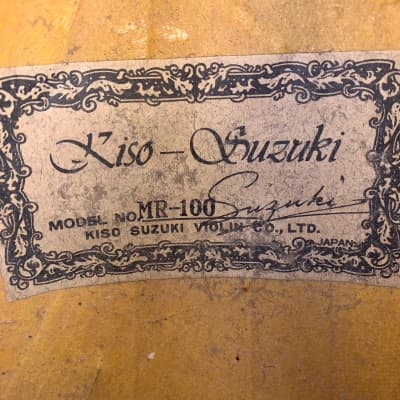 Kiso-Suzuki
MODEL NO. MR-100 Suzuki
KISO SUZUKI VIOLIN CO., LTD.
JAPAN